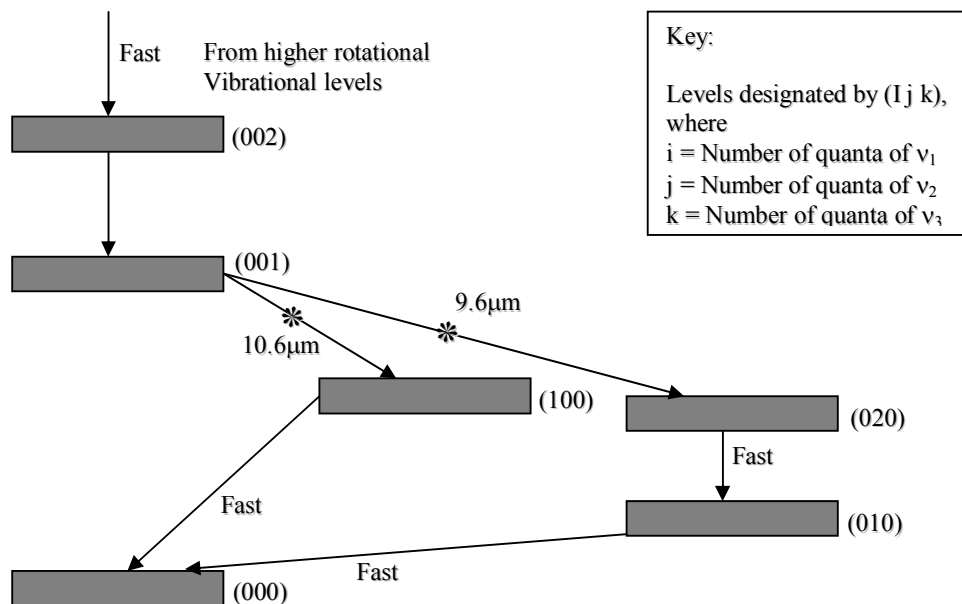 Fast
From higher rotational
Vibrational levels
(002)
Key:
Levels designated by (I j k),
where
i = Number of quanta of ν₁
j = Number of quanta of ν₂
k = Number of quanta of ν₃
(001)
9.6μm
10.6μm
(100)
(020)
Fast
Fast
(010)
Fast
(000)